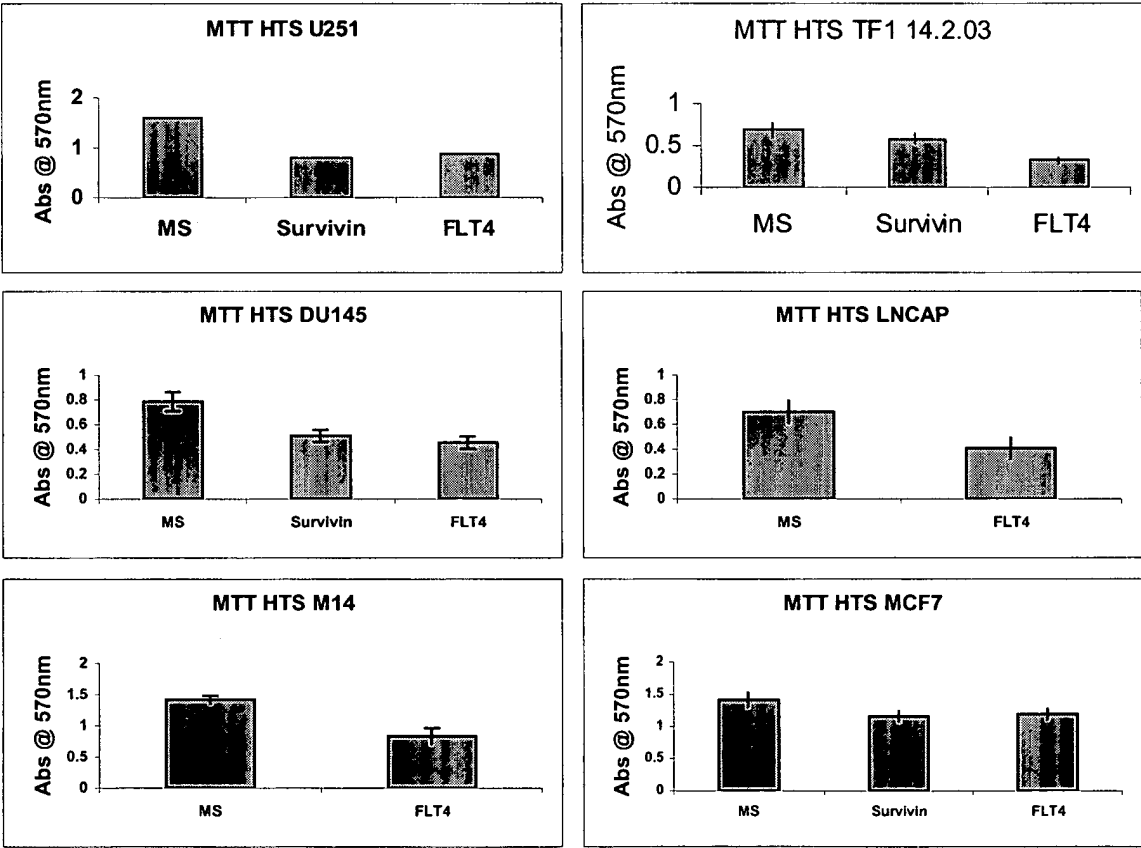 MTT HTS U251
Abs @ 570nm
2
1
0
MS Survivin FLT4
MTT HTS TF1 14.2.03
Abs @ 570nm
1
0.5
0
MS Survivin FLT4
MTT HTS DU145
Abs @ 570nm
1
0.8
0.6
0.4
0.2
0
MS Survivin FLT4
MTT HTS LNCAP
Abs @ 570nm
1
0.8
0.6
0.4
0.2
0
MS FLT4
MTT HTS M14
Abs @ 570nm
2
1.5
1
0.5
0
MS FLT4
MTT HTS MCF7
Abs @ 570nm
2
1.5
1
0.5
0
MS Survivin FLT4